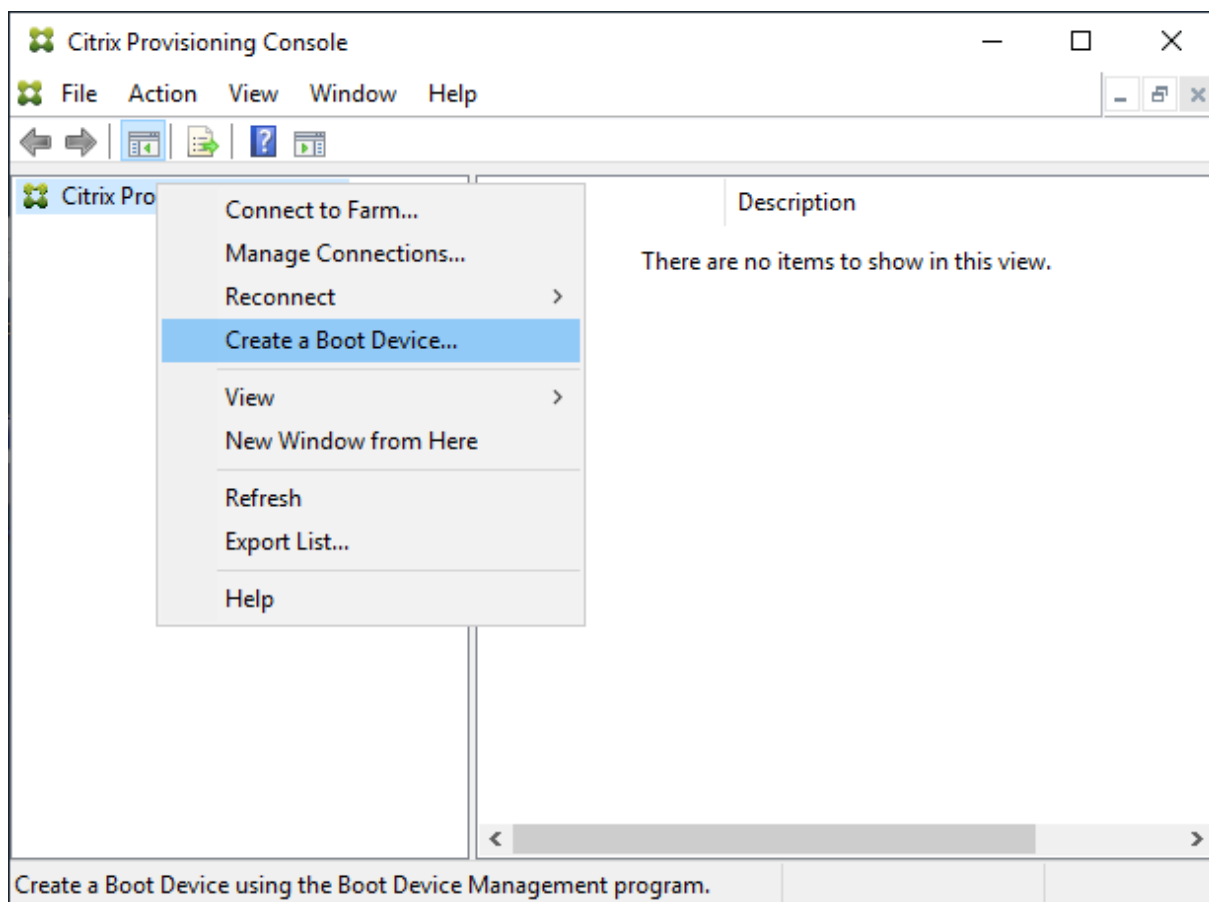 Citrix Provisioning Console
File Action View Window Help
Citrix Pro
Description
There are no items to show in this view.
Connect to Farm...
Manage Connections...
Reconnect
Create a Boot Device...
View
New Window from Here
Refresh
Export List...
Help
Create a Boot Device using the Boot Device Management program.